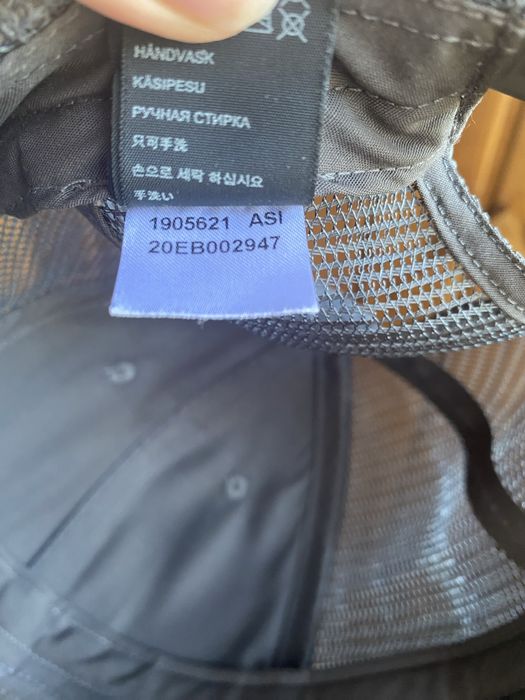 HÅNDVASK
KÄSIPESU
РУЧНАЯ СТИРКА
只可手洗
손으로 세탁 하십시요
手洗い
1905621 ASI
20EB002947